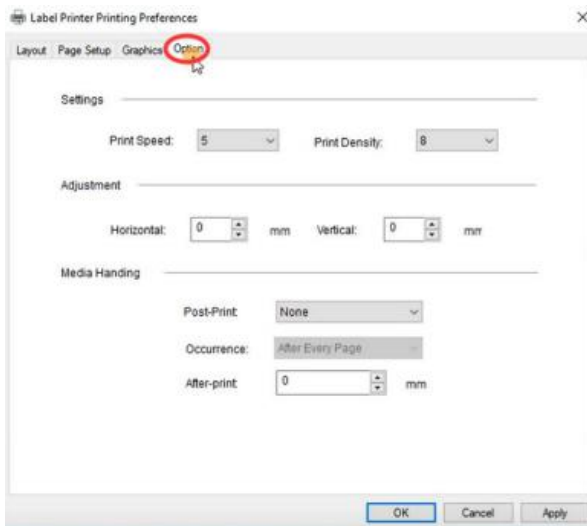 Label Printer Printing Preferences
Layout Page Setup Graphics Option
Settings
Print Speed: 5 Print Density: 8
Adjustment
Horizontal: 0 mm Vertical: 0 mm
Media Handing
Post-Print: None
Occurrence: After Every Page
After-print: 0 mm
OK Cancel Apply